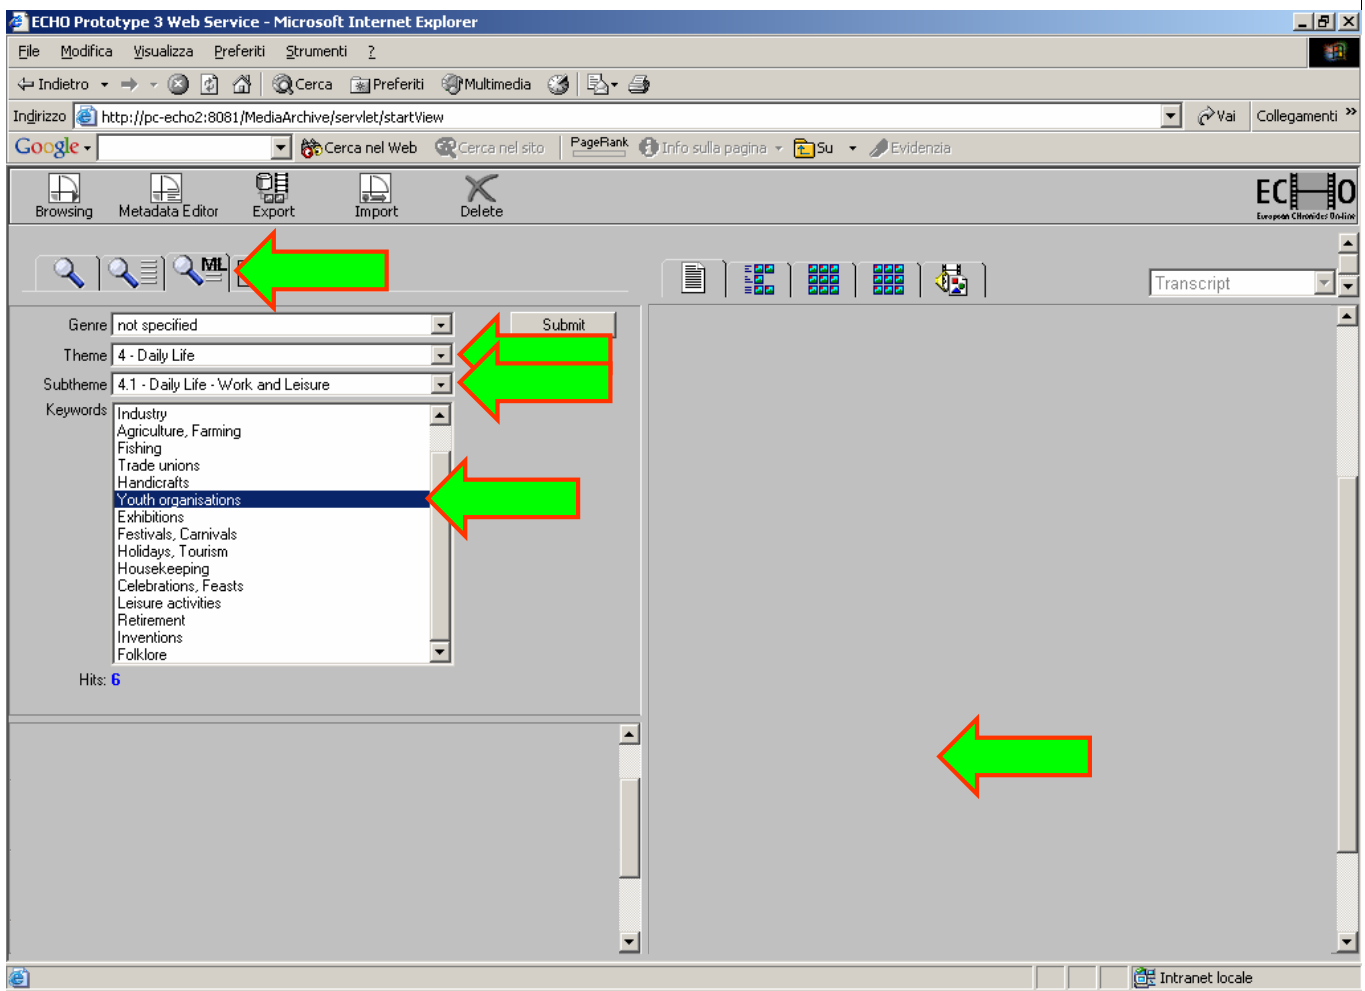 ECHO Prototype 3 Web Service - Microsoft Internet Explorer
File Modifica Visualizza Preferiti Strumenti ?
Indietro Cerca Preferiti Multimedia
Indirizzo http://pc-echo2:8081/MediaArchive/servlet/startView Vai Collegamenti »
Google Cerca nel Web Cerca nel sito PageRank Info sulla pagina Su Evidenzia
Browsing Metadata Editor Export Import Delete
ECHO
European CHronicles On-line
ML
Transcript
Genre not specified Submit
Theme 4 - Daily Life
Subtheme 4.1 - Daily Life - Work and Leisure
Keywords
Industry
Agriculture, Farming
Fishing
Trade unions
Handicrafts
Youth organisations
Exhibitions
Festivals, Carnivals
Holidays, Tourism
Housekeeping
Celebrations, Feasts
Leisure activities
Retirement
Inventions
Folklore
Hits: 6
Intranet locale